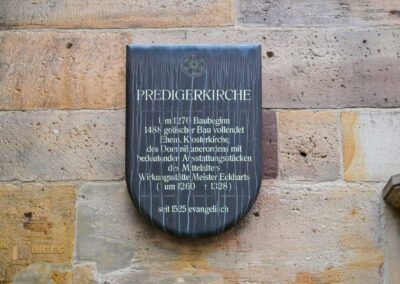 PREDIGERKIRCHE
Um 1270 Baubeginn
1488 gotischer Bau vollendet
Ehem. Klosterkirche
des Dominikanerordens mit
bedeutenden Ausstattungsstücken
des Mittelalters
Wirkungsstätte Meister Eckharts
( um 1260 † 1328 )
seit 1525 evangelisch